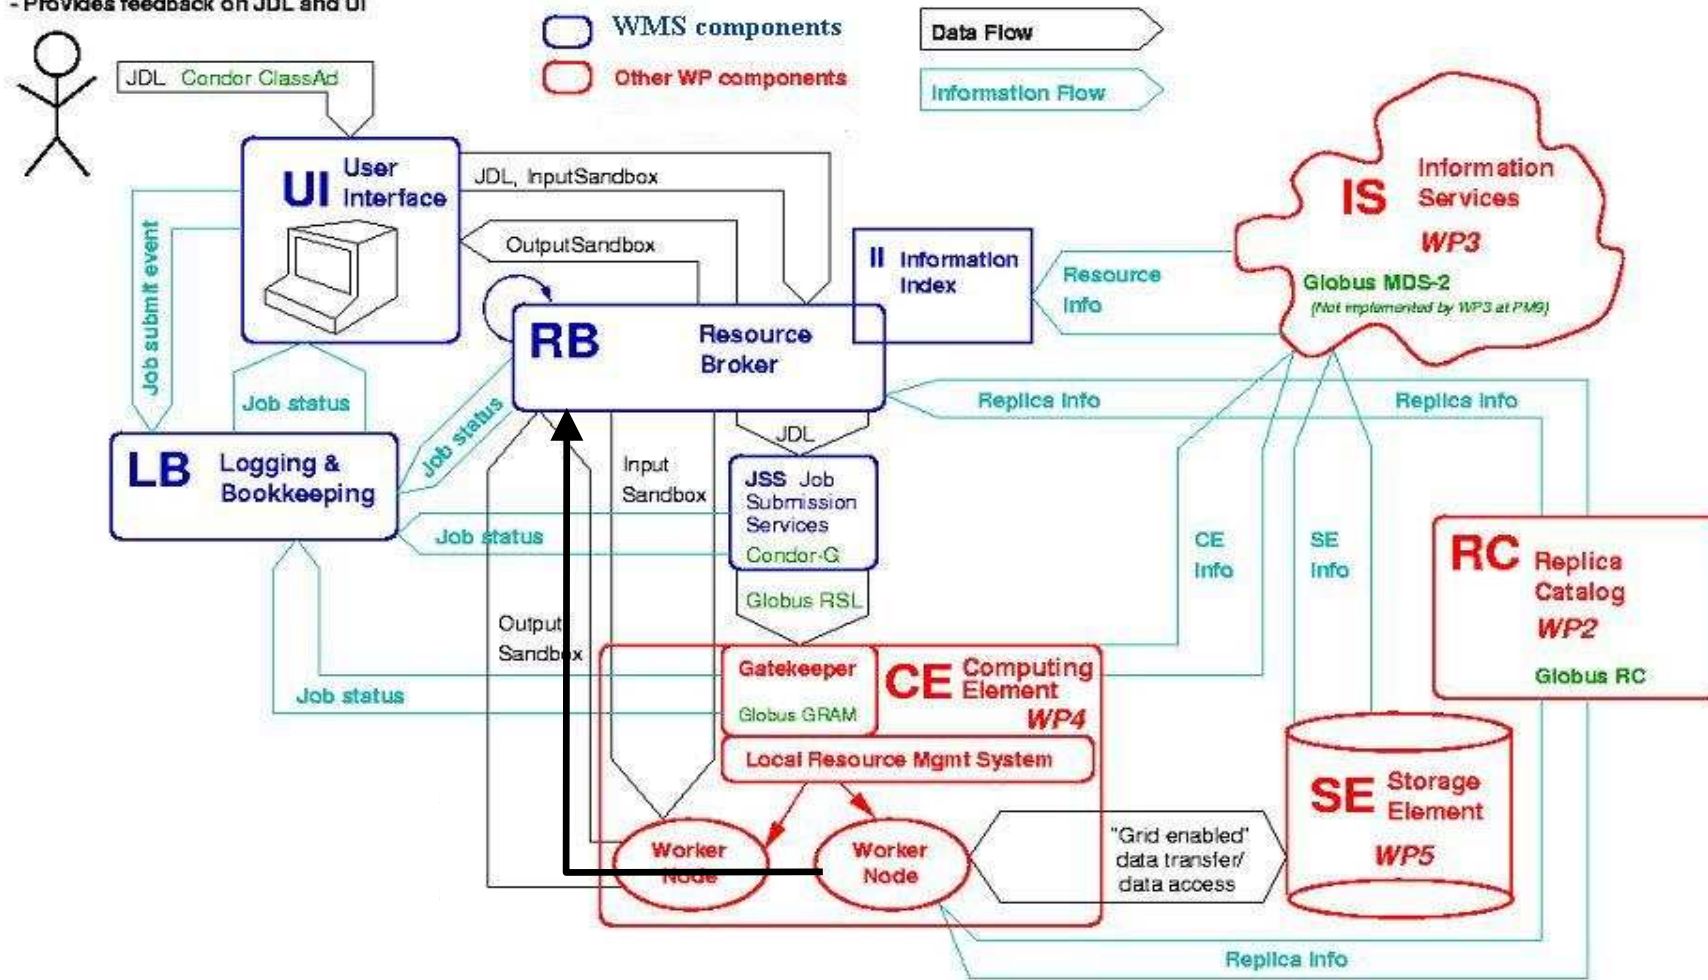 - Provides feedback on JDL and UI
WMS components
Other WP components
Data Flow
Information Flow
JDL Condor ClassAd
UI User
Interface
JDL, InputSandbox
OutputSandbox
Job submit event
II Information
Index
Resource
Info
IS Information
Services
WP3
Globus MDS-2
(Not implemented by WP3 at PM9)
RB Resource
Broker
Job status
Job status
Replica Info
Replica Info
JDL
LB Logging &
Bookkeeping
Input
Sandbox
JSS Job
Submission
Services
Condor-G
Job status
CE
Info
SE
Info
RC Replica
Catalog
WP2
Globus RC
Globus RSL
Output
Sandbox
Job status
Gatekeeper
Globus GRAM
CE Computing
Element
WP4
Local Resource Mgmt System
SE Storage
Element
WP5
Worker
Node
Worker
Node
"Grid enabled"
data transfer/
data access
Replica Info